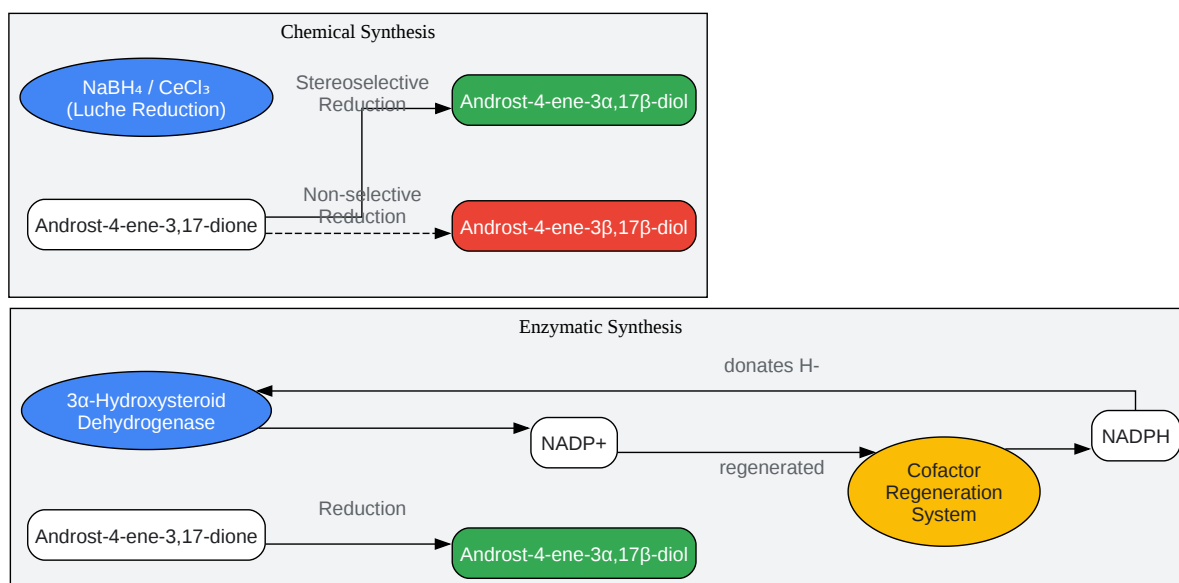 Chemical Synthesis
NaBH₄ / CeCl₃
(Luche Reduction)
Stereoselective
Reduction
Androst-4-ene-3α,17β-diol
Androst-4-ene-3,17-dione
Non-selective
Reduction
Androst-4-ene-3β,17β-diol
Enzymatic Synthesis
donates H-
3α-Hydroxysteroid
Dehydrogenase
NADP+
regenerated
Cofactor
Regeneration
System
NADPH
Androst-4-ene-3,17-dione
Reduction
Androst-4-ene-3α,17β-diol